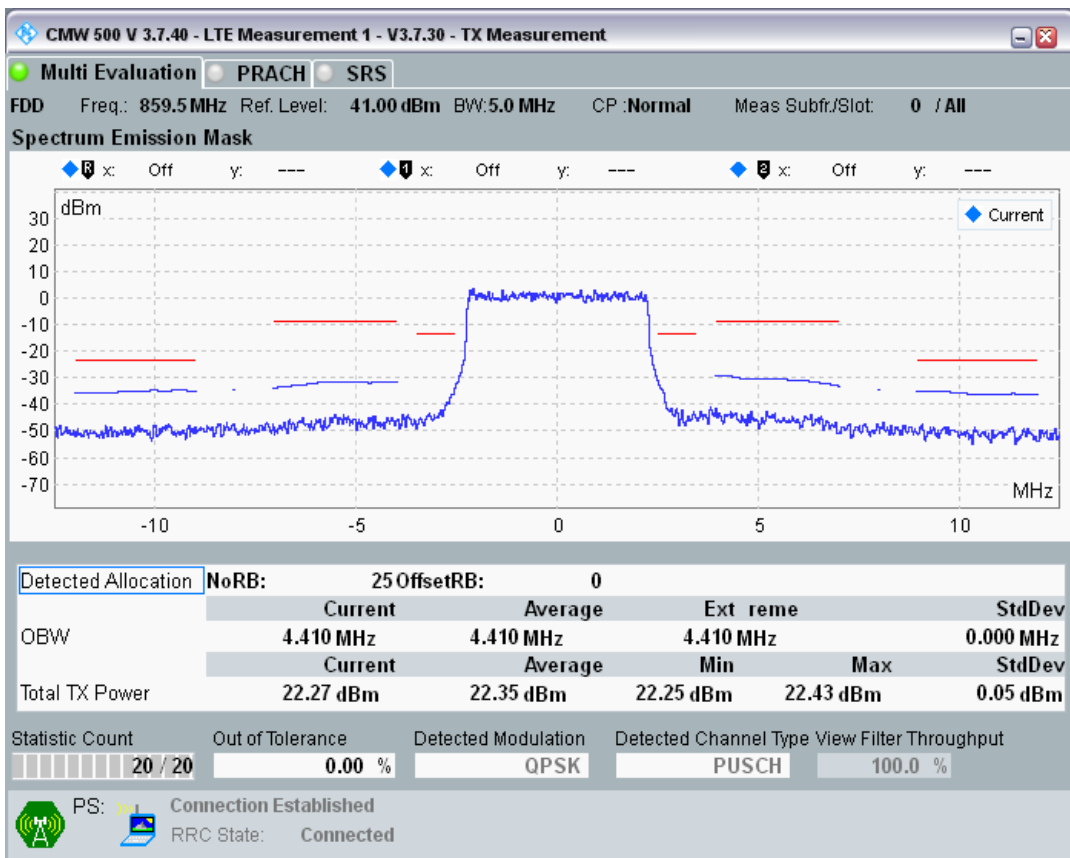 CMW 500 V 3.7.40 - LTE Measurement 1 - V3.7.30 - TX Measurement
Multi Evaluation PRACH SRS
FDD Freq.: 859.5 MHz Ref. Level: 41.00 dBm BW:5.0 MHz CP :Normal Meas Subfr./Slot: 0 / All
Spectrum Emission Mask
R x: Off y: --- 1 x: Off y: --- 2 x: Off y: ---
dBm
Current
30
20
10
0
-10
-20
-30
-40
-50
-60
-70
MHz
-10 -5 0 5 10
Detected Allocation NoRB: 25 OffsetRB: 0
Current Average Ext reme StdDev
OBW 4.410 MHz 4.410 MHz 4.410 MHz 0.000 MHz
Current Average Min Max StdDev
Total TX Power 22.27 dBm 22.35 dBm 22.25 dBm 22.43 dBm 0.05 dBm
Statistic Count Out of Tolerance Detected Modulation Detected Channel Type View Filter Throughput
20 / 20 0.00 % QPSK PUSCH 100.0 %
PS: Connection Established
RRC State: Connected